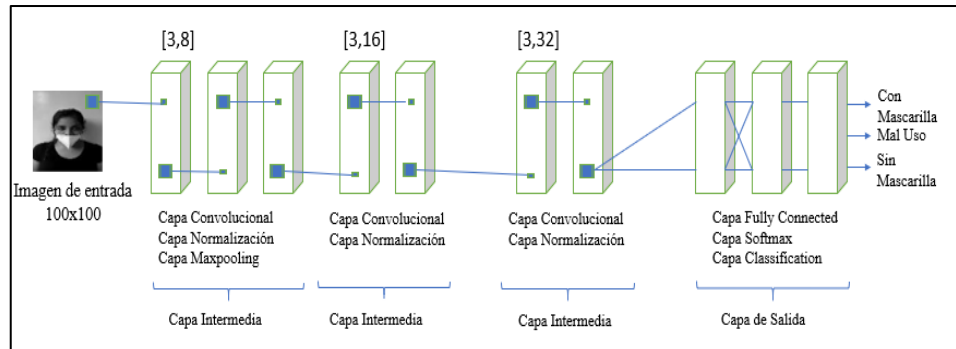 [3,8]
[3,16]
[3,32]
Imagen de entrada
100x100
Capa Convolucional
Capa Normalización
Capa Maxpooling
Capa Intermedia
Capa Convolucional
Capa Normalización
Capa Intermedia
Capa Convolucional
Capa Normalización
Capa Intermedia
Capa Fully Connected
Capa Softmax
Capa Classification
Capa de Salida
Con
Mascarilla
Mal Uso
Sin
Mascarilla